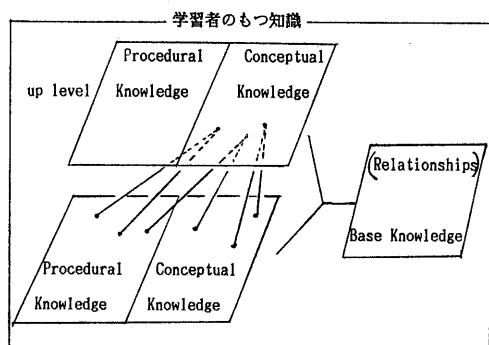 学習者のもつ知識
Procedural
Knowledge
Conceptual
Knowledge
up level
(Relationships)
Base Knowledge
Procedural
Knowledge
Conceptual
Knowledge